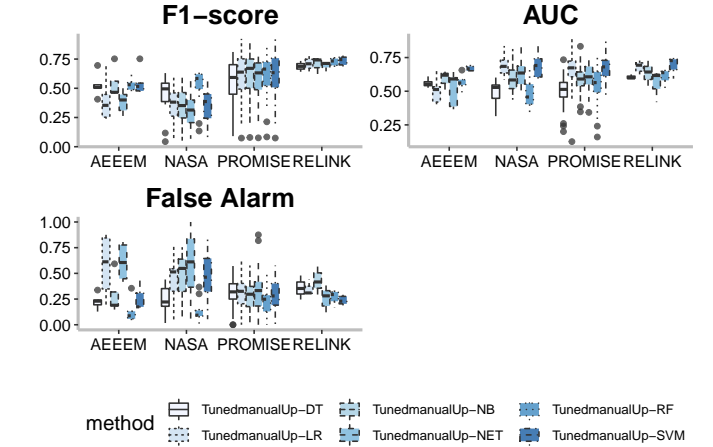 F1−score
AUC
0.75
0.50
0.25
0.00
0.75
0.50
0.25
AEEEM NASA PROMISE RELINK
AEEEM NASA PROMISE RELINK
False Alarm
1.00
0.75
0.50
0.25
0.00
AEEEM NASA PROMISE RELINK
method
TunedmanualUp−DT
TunedmanualUp−NB
TunedmanualUp−RF
TunedmanualUp−LR
TunedmanualUp−NET
TunedmanualUp−SVM